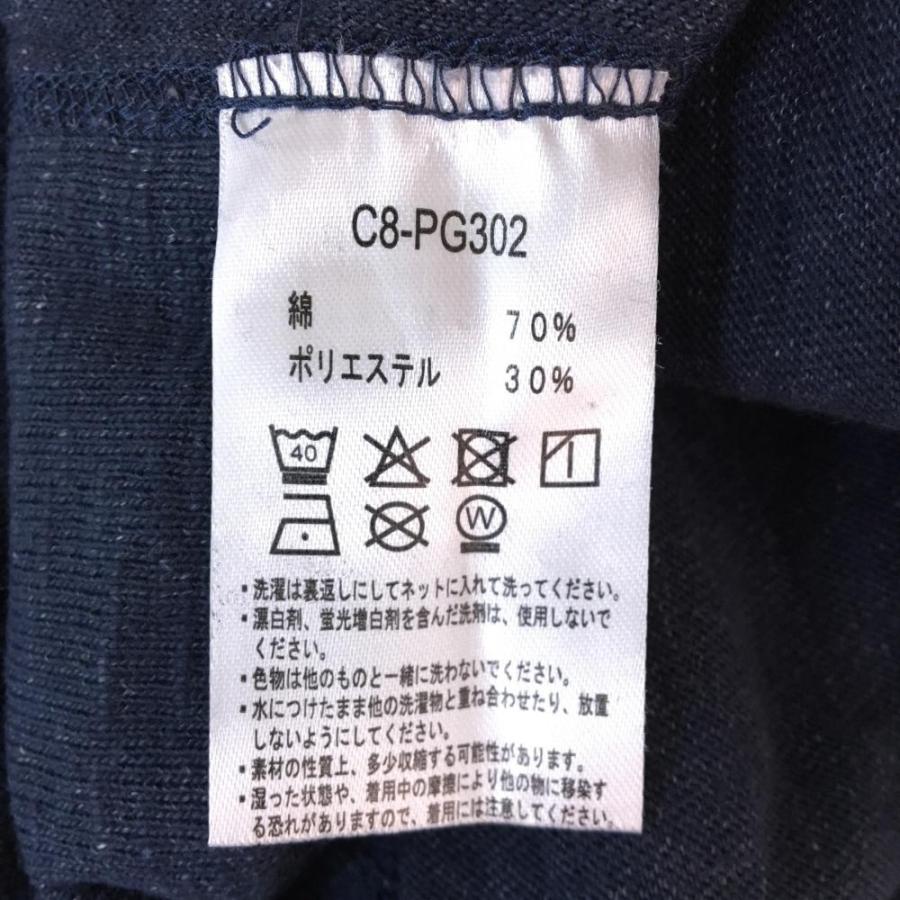 C8-PG302
綿 70%
ポリエステル 30%
40
W
・洗濯は裏返しにしてネットに入れて洗ってください。
・漂白剤、蛍光増白剤を含んだ洗剤は、使用しないで
ください。
・色物は他のものと一緒に洗わないでください。
・水につけたまま他の洗濯物と重ね合わせたり、放置
しないようにしてください。
・素材の性質上、多少収縮する可能性があります。
・湿った状態や、着用中の摩擦により他の物に移染す
る恐れがありますので、着用には注意してください。